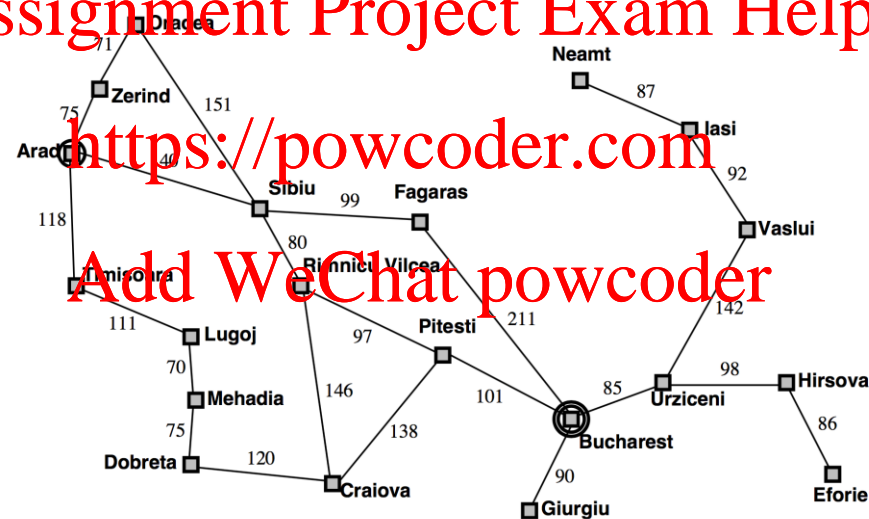 ssignment Project Exam Help
Oradea
71
Neamt
87
Zerind
151
75
Iasi
https://powcoder.com
Arad
92
Sibiu
Fagaras
99
118
Vaslui
80
Rimnicu Vilcea
Timisoara
Add WeChat powcoder
142
211
111
Pitesti
Lugoj
97
70
98
Hirsova
85
Urziceni
146
101
Mehadia
86
75
138
Bucharest
120
Dobreta
90
Craiova
Eforie
Giurgiu